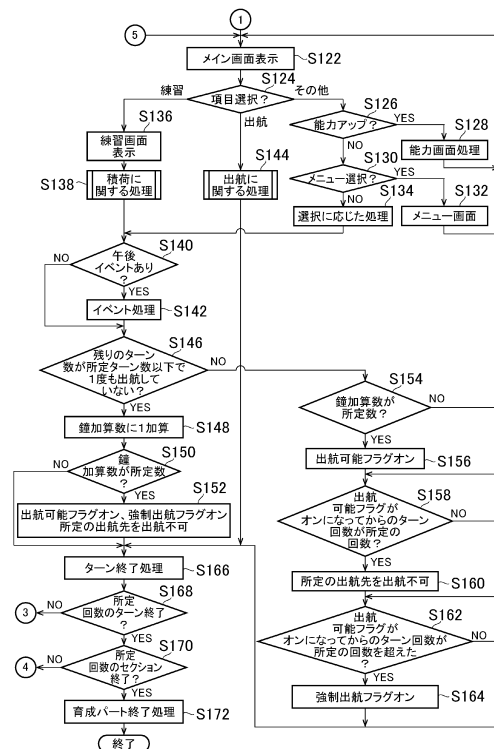 1
5
メイン画面表示
S122
S124
項目選択?
練習
その他
出航
S126
能力アップ?
YES
NO
S128
能力画面処理
S136
練習画面
表示
S130
メニュー選択?
YES
NO
S132
メニュー画面
S138
積荷に
関する処理
S144
出航に
関する処理
S134
選択に応じた処理
S140
午後
イベントあり
?
NO
YES
イベント処理
S142
S146
残りのターン
数が所定ターン数以下で
1度も出航して
いない?
NO
YES
鐘加算数に1加算
S148
S150
鐘
加算数が所定数
?
NO
YES
S152
出航可能フラグオン、強制出航フラグオン
所定の出航先を出航不可
S154
鐘加算数が
所定数?
NO
YES
出航可能フラグオン
S156
S158
出航
可能フラグが
オンになってからのターン
回数が所定の
回数?
NO
YES
所定の出航先を出航不可
S160
S162
出航
可能フラグが
オンになってからのターン回数が
所定の回数を超えた
?
NO
YES
強制出航フラグオン
S164
ターン終了処理
S166
S168
所定
回数のターン終了
?
NO
3
YES
S170
所定
回数のセクション
終了?
NO
4
YES
育成パート終了処理
S172
終了